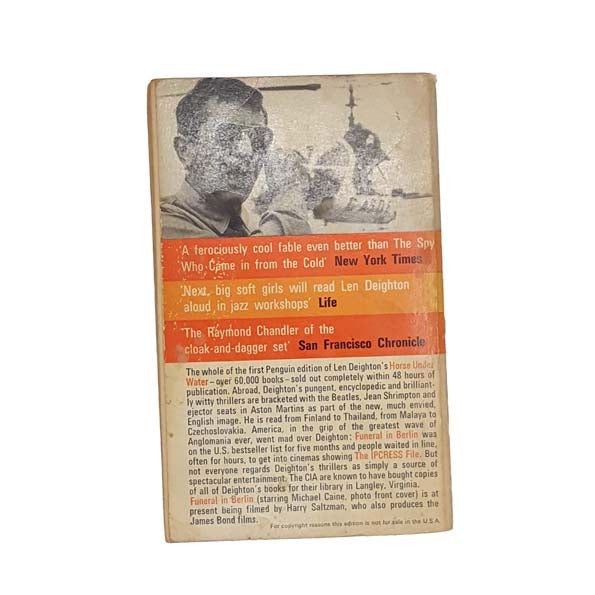 'A ferociously cool fable even better than The Spy
Who Came in from the Cold' New York Times
'Next, big soft girls will read Len Deighton
aloud in jazz workshops' Life
'The Raymond Chandler of the
cloak-and-dagger set' San Francisco Chronicle
The whole of the first Penguin edition of Len Deighton's Horse Under
Water – over 60,000 books – sold out completely within 48 hours of
publication. Abroad, Deighton's pungent, encyclopedic and brilliant-
ly witty thrillers are bracketed with the Beatles, Jean Shrimpton and
ejector seats in Aston Martins as part of the new, much envied,
English image. He is read from Finland to Thailand, from Malaya to
Czechoslovakia. America, in the grip of the greatest wave of
Anglomania ever, went mad over Deighton: Funeral in Berlin was
on the U.S. bestseller list for five months and people waited in line,
often for hours, to get into cinemas showing The IPCRESS File. But
not everyone regards Deighton's thrillers as simply a source of
spectacular entertainment. The CIA are known to have bought copies
of all of Deighton's books for their library in Langley, Virginia.
Funeral in Berlin (starring Michael Caine, photo front cover) is at
present being filmed by Harry Saltzman, who also produces the
James Bond films.
For copyright reasons this edition is not for sale in the U.S.A.